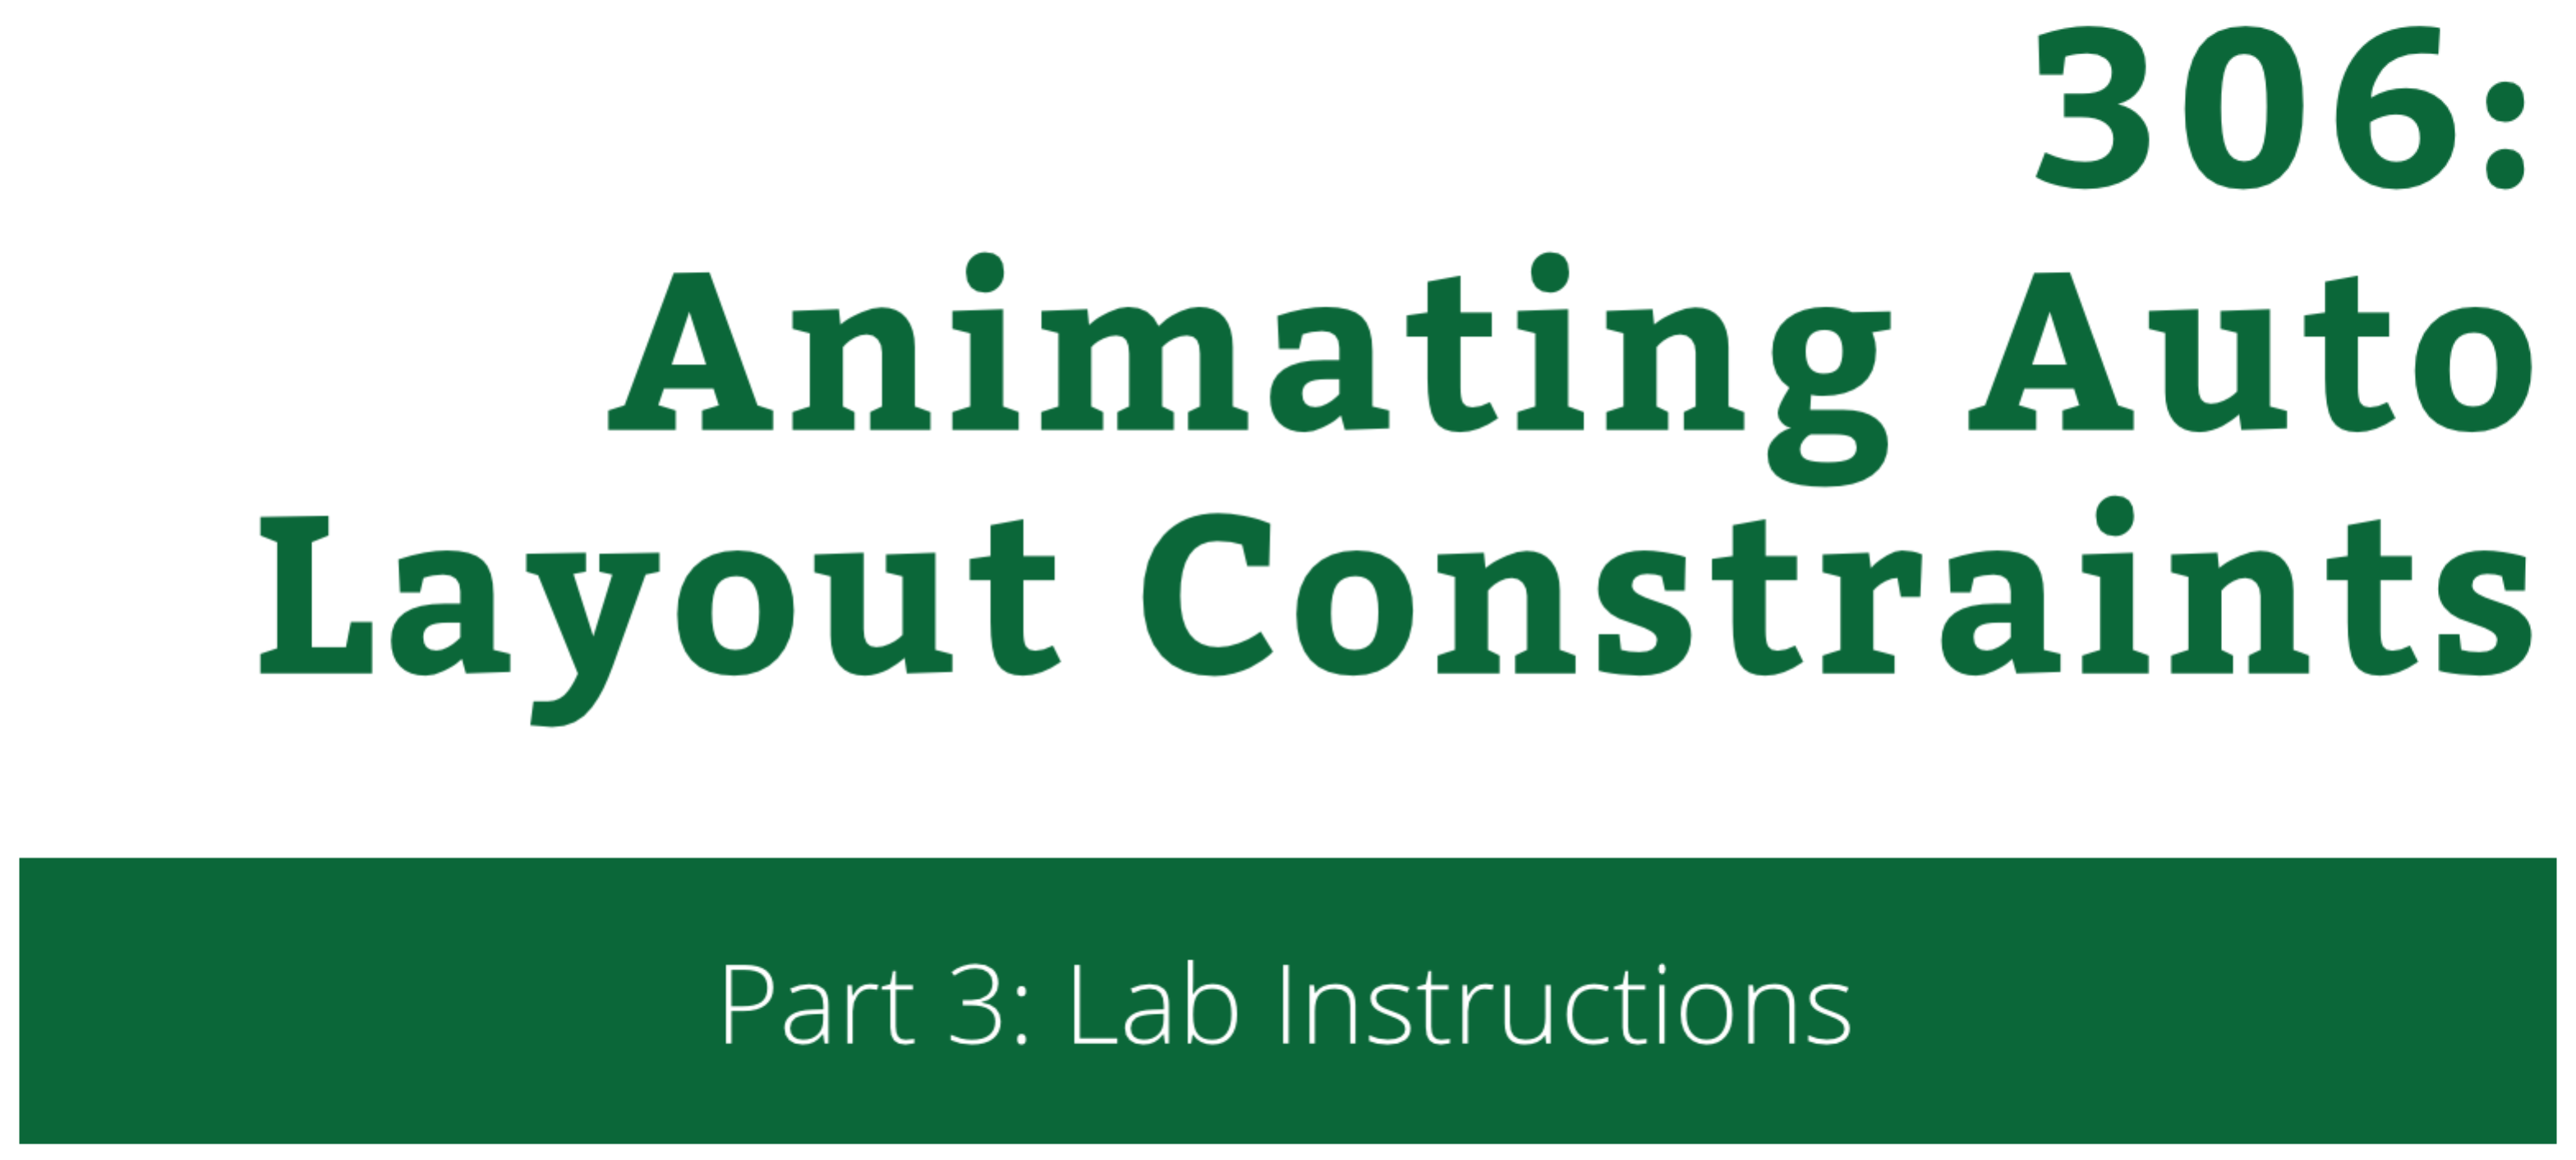 306:
Animating Auto
Layout Constraints
Part 3: Lab Instructions